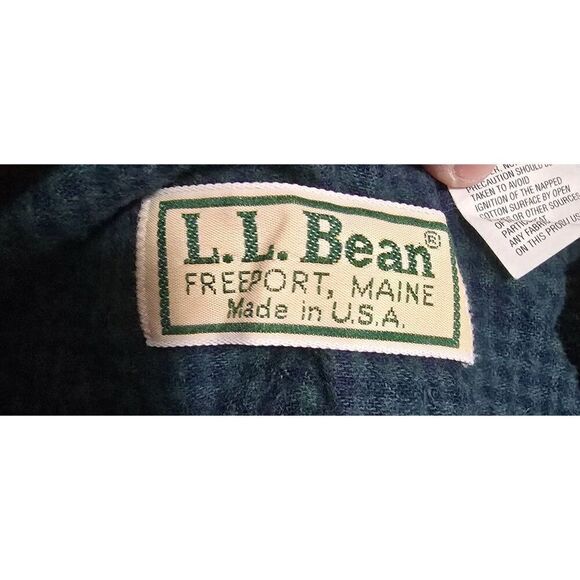 L.L.Bean®
FREEPORT, MAINE
Made in U.S.A.
PRECAUTION SHOULD
TAKEN TO AVOID
IGNITION OF THE NAPPED
COTTON SURFACE BY OPEN
OR OTHER SOURCES
ANY FABRIC
ON THIS